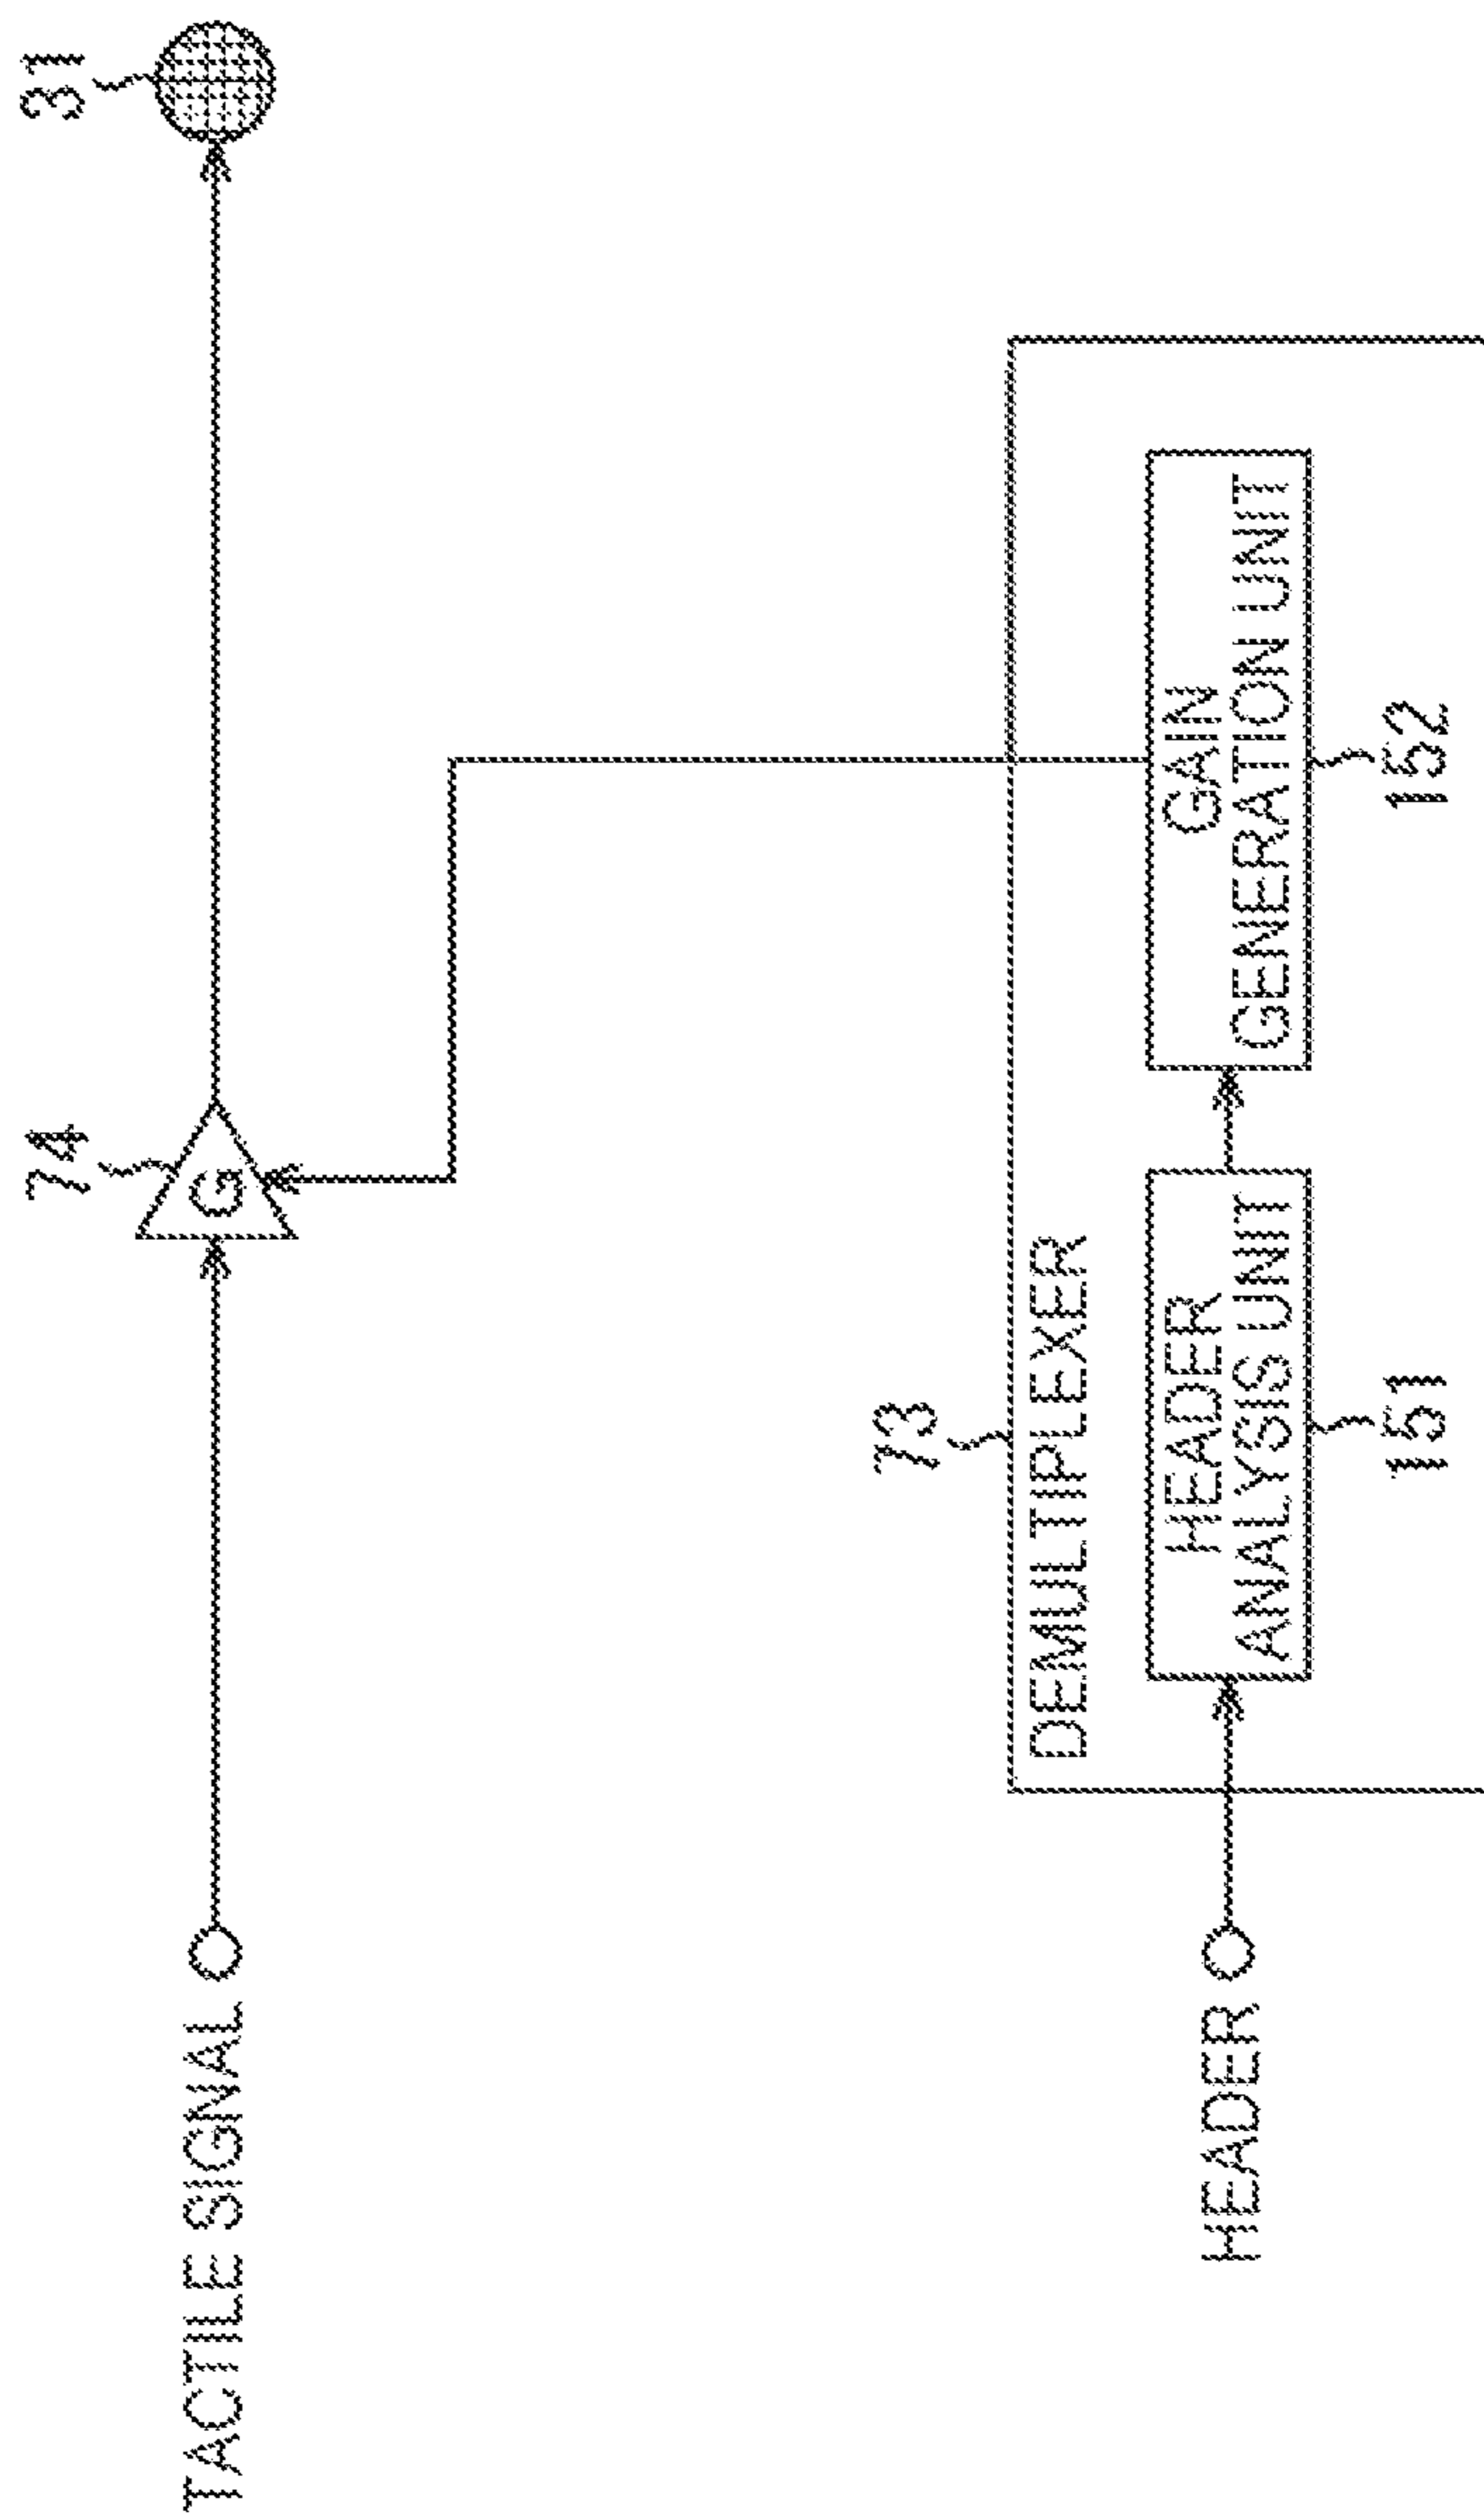 TACTILE SIGNAL
74
G
31
73
DEMULTIPLEXER
HEADER
HEADER
ANALYSIS UNIT
151
GAIN
GENERATION UNIT
152